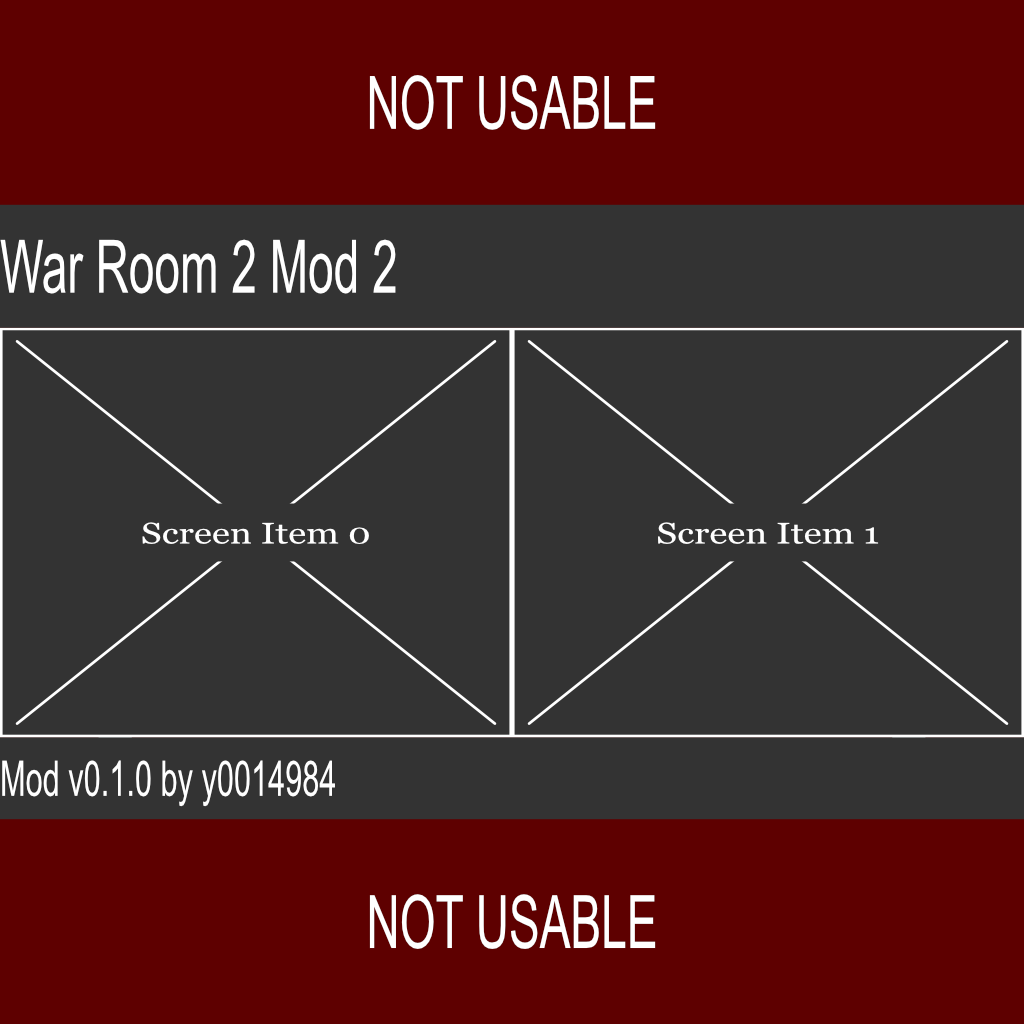 NOT USABLE
War Room 2 Mod 2
Screen Item 0
Screen Item 1
Mod v0.1.0 by y0014984
NOT USABLE